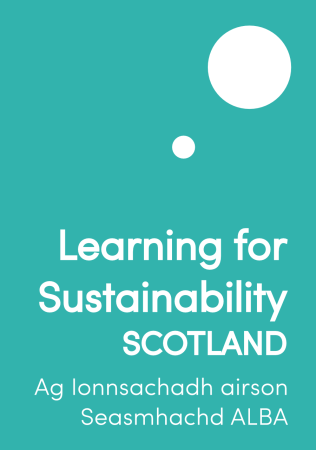 Learning for
Sustainability
SCOTLAND
Ag Ionnsachadh airson
Seasmhachd ALBA